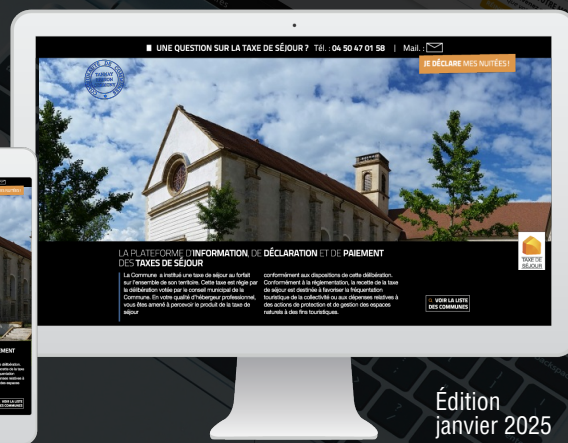 UNE QUESTION SUR LA TAXE DE SÉJOUR ? Tél. : 04 50 47 01 58 | Mail. :
JE DÉCLARE MES NUITÉES !
COMMUNAUTÉ DE COMMUNES
TANNAY
BRINON
CORBIGNY
LA PLATEFORME D'INFORMATION, DE DÉCLARATION ET DE PAIEMENT
DES TAXES DE SÉJOUR
La Commune a institué une taxe de séjour au forfait
sur l'ensemble de son territoire. Cette taxe est régie par
la délibération votée par le conseil municipal de la
Commune. En votre qualité d'hébergeur professionnel,
vous êtes amené à percevoir le produit de la taxe de
séjour
conformément aux dispositions de cette délibération.
Conformément à la réglementation, la recette de la taxe
de séjour est destinée à favoriser la fréquentation
touristique de la collectivité ou aux dépenses relatives à
des actions de protection et de gestion des espaces
naturels à des fins touristiques.
TAXE DE
SÉJOUR
VOIR LA LISTE
DES COMMUNES
Édition
janvier 2025